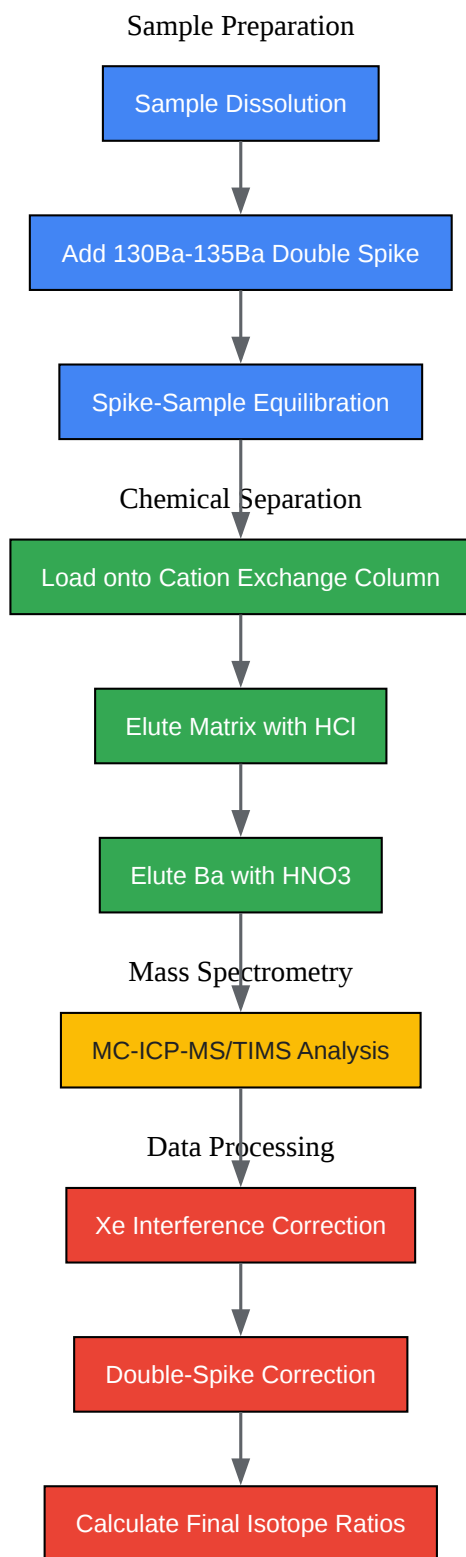 Sample Preparation
Sample Dissolution
Add 130Ba-135Ba Double Spike
Spike-Sample Equilibration
Chemical Separation
Load onto Cation Exchange Column
Elute Matrix with HCl
Elute Ba with HNO3
Mass Spectrometry
MC-ICP-MS/TIMS Analysis
Data Processing
Xe Interference Correction
Double-Spike Correction
Calculate Final Isotope Ratios